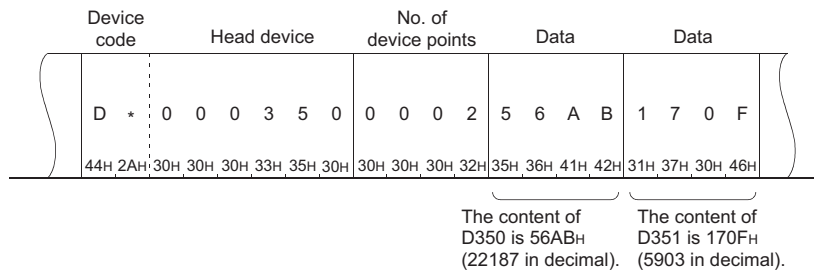 Device code
Head device
No. of device points
Data
Data
D * 0 0 0 3 5 0 0 0 0 2 5 6 A B 1 7 0 F
44H 2AH 30H 30H 30H 33H 35H 30H 30H 30H 30H 32H 35H 36H 41H 42H 31H 37H 30H 46H
The content of
D350 is 56ABH
(22187 in decimal).
The content of
D351 is 170FH
(5903 in decimal).